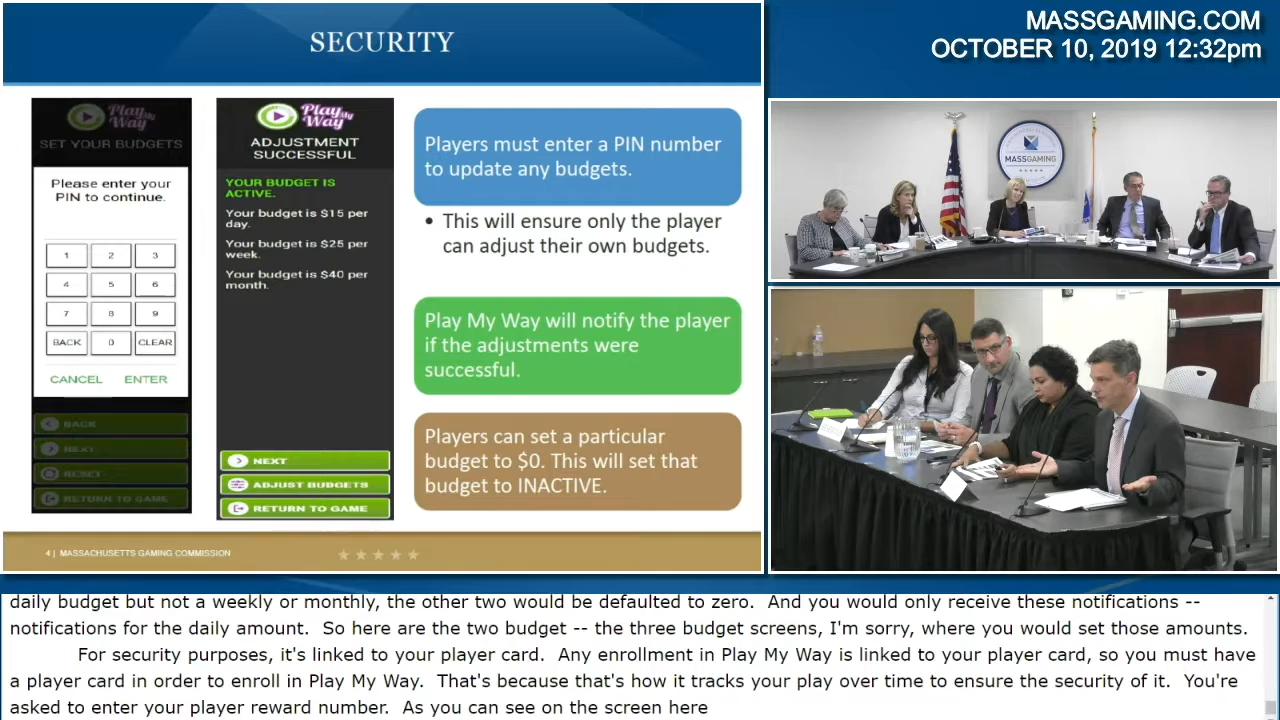 SECURITY
MASSGAMING.COM
OCTOBER 10, 2019 12:32pm
Play My Way
SET YOUR BUDGETS
Please enter your
PIN to continue.
1 2 3
4 5 6
7 8 9
BACK 0 CLEAR
CANCEL ENTER
BACK
NEXT
RESET
RETURN TO GAME
Play My Way
ADJUSTMENT
SUCCESSFUL
YOUR BUDGET IS
ACTIVE.
Your budget is $15 per
day.
Your budget is $25 per
week.
Your budget is $40 per
month.
NEXT
ADJUST BUDGETS
RETURN TO GAME
Players must enter a PIN number
to update any budgets.
• This will ensure only the player
can adjust their own budgets.
Play My Way will notify the player
if the adjustments were
successful.
Players can set a particular
budget to $0. This will set that
budget to INACTIVE.
4 | MASSACHUSETTS GAMING COMMISSION
MASSGAMING
daily budget but not a weekly or monthly, the other two would be defaulted to zero.  And you would only receive these notifications --
notifications for the daily amount.  So here are the two budget -- the three budget screens, I'm sorry, where you would set those amounts.
For security purposes, it's linked to your player card.  Any enrollment in Play My Way is linked to your player card, so you must have
a player card in order to enroll in Play My Way.  That's because that's how it tracks your play over time to ensure the security of it.  You're
asked to enter your player reward number.  As you can see on the screen here